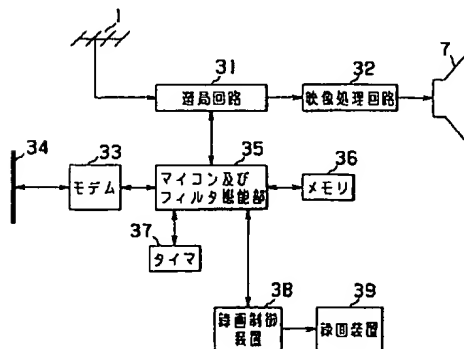 1
31
選局回路
32
映像処理回路
7
34
33
モデム
35
マイコン及び
フィルタ機能部
36
メモリ
37
タイマ
38
録画制御
装置
39
録画装置